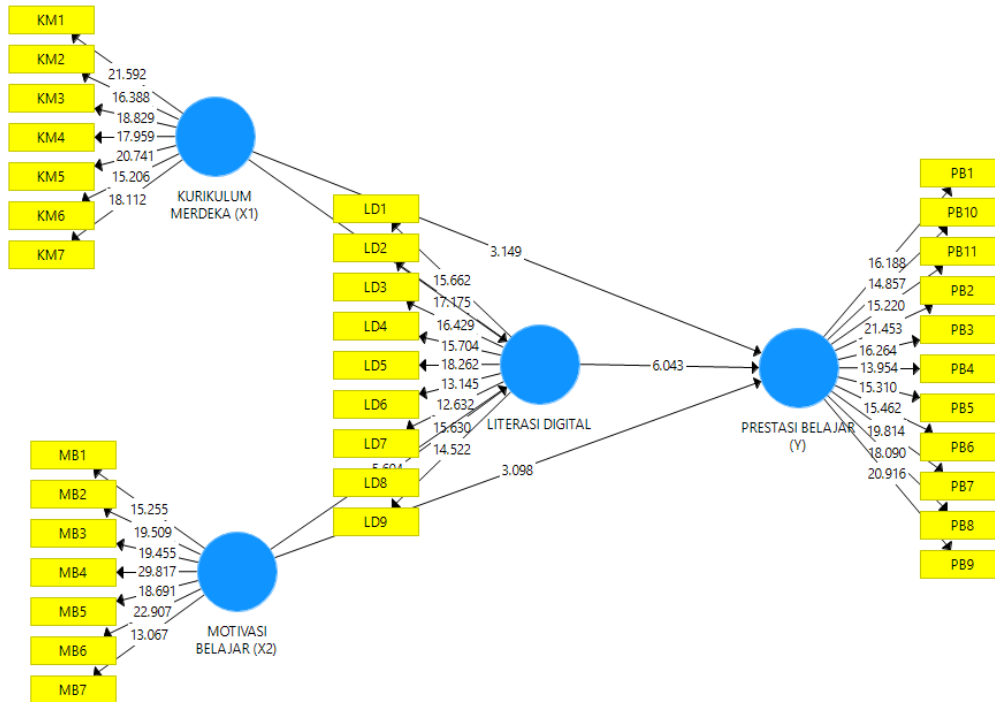 KM1
KM2
KM3
KM4
KM5
KM6
KM7
21.592
16.388
18.829
17.959
20.741
15.206
18.112
KURIKULUM
MERDEKA (X1)
LD1
LD2
LD3
LD4
LD5
LD6
LD7
LD8
LD9
15.662
17.175
16.429
15.704
18.262
13.145
12.632
15.630
14.522
LITERASI DIGITAL
3.149
6.043
3.098
MB1
MB2
MB3
MB4
MB5
MB6
MB7
15.255
19.509
19.455
29.817
18.691
22.907
13.067
MOTIVASI
BELAJAR (X2)
PB1
PB10
PB11
PB2
PB3
PB4
PB5
PB6
PB7
PB8
PB9
16.188
14.857
15.220
21.453
16.264
13.954
15.310
15.462
19.814
18.090
20.916
PRESTASI BELAJAR
(Y)